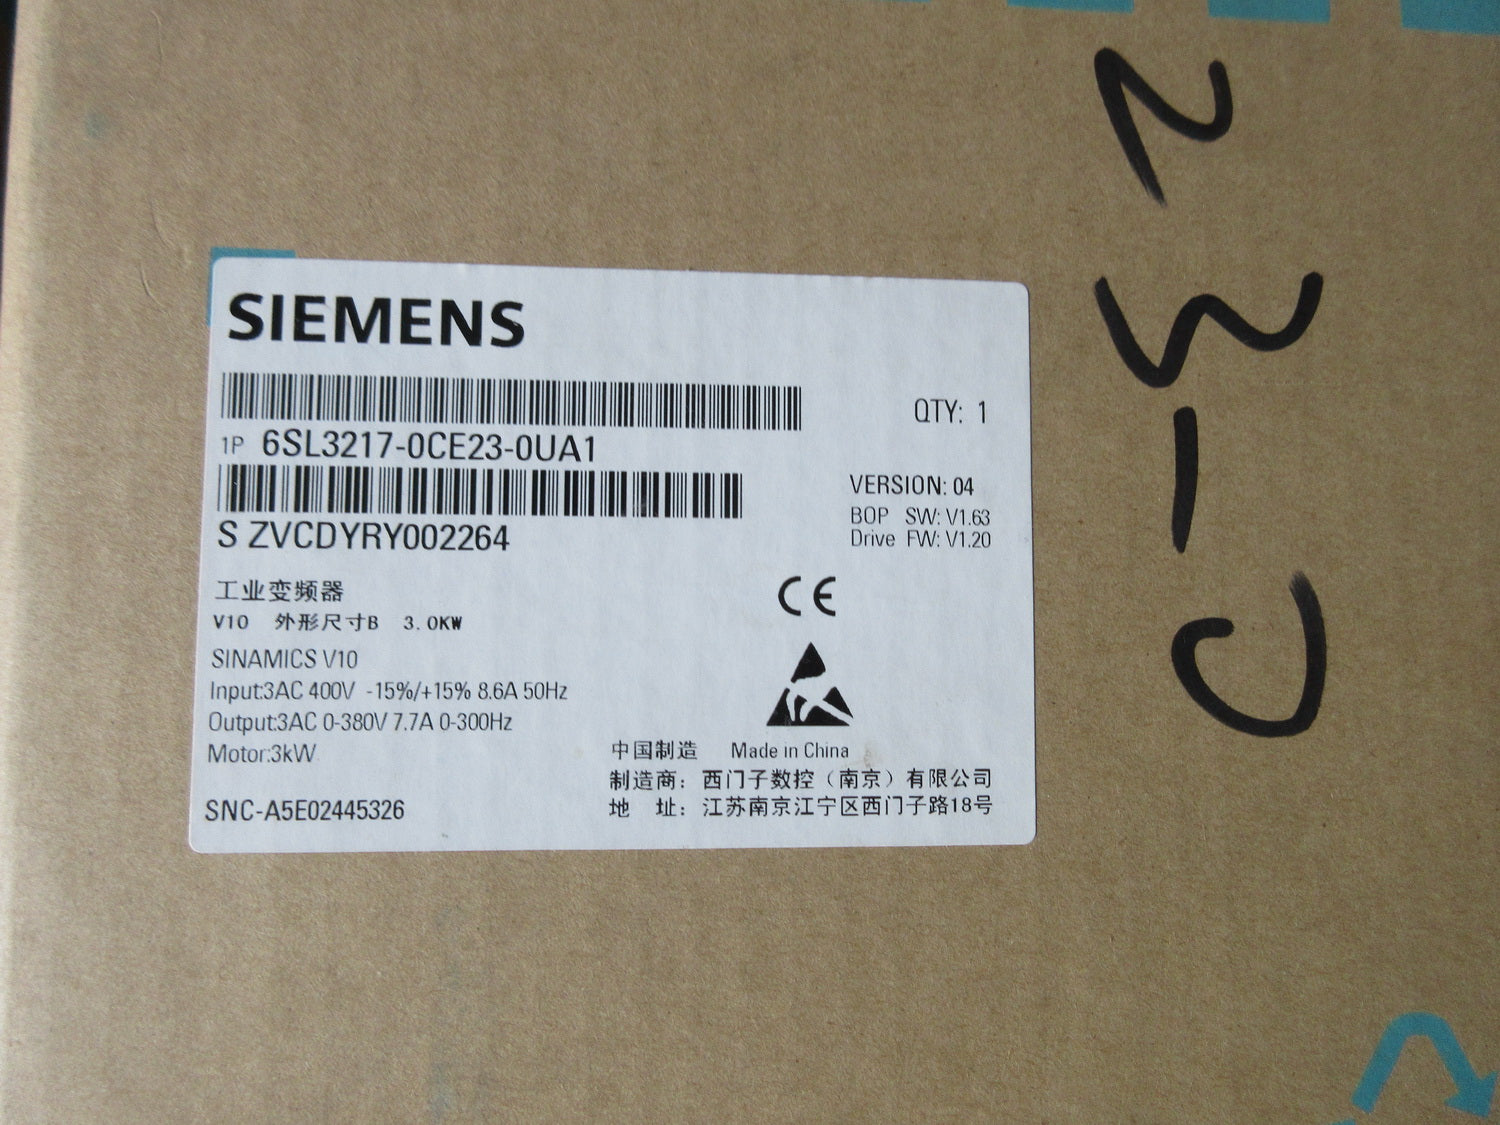 SIEMENS
QTY: 1
1P 6SL3217-0CE23-0UA1
VERSION: 04
BOP SW: V1.63
Drive FW: V1.20
S ZVCDYRY002264
工业变频器
V10 外形尺寸B 3.0KW
SINAMICS V10
Input:3AC 400V -15%/+15% 8.6A 50Hz
Output:3AC 0-380V 7.7A 0-300Hz
Motor:3kW
SNC-A5E02445326
CE
中国制造 Made in China
制造商：西门子数控（南京）有限公司
地 址：江苏南京江宁区西门子路18号